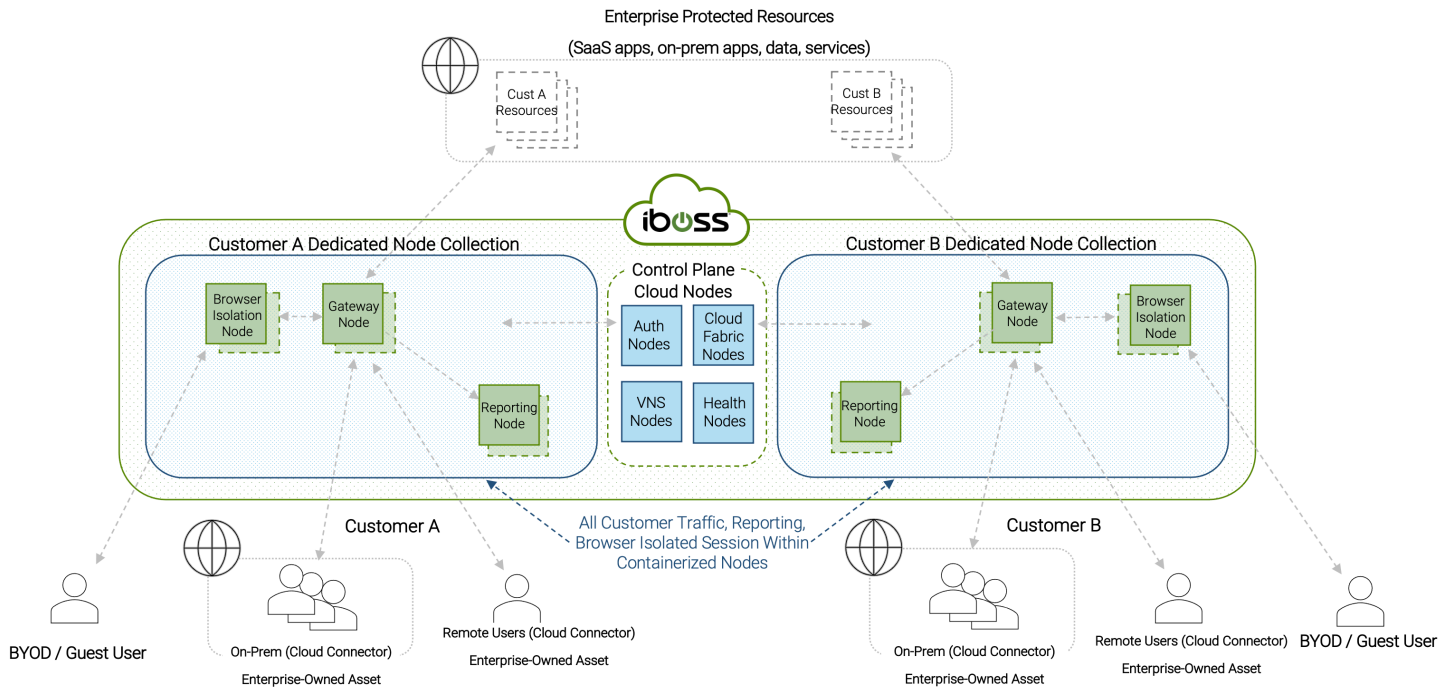 Enterprise Protected Resources
(SaaS apps, on-prem apps, data, services)
Cust A
Resources
Cust B
Resources
iboss
Customer A Dedicated Node Collection
Customer B Dedicated Node Collection
Control Plane
Cloud Nodes
Browser
Isolation
Node
Gateway
Node
Reporting
Node
Auth
Nodes
Cloud
Fabric
Nodes
VNS
Nodes
Health
Nodes
Gateway
Node
Browser
Isolation
Node
Reporting
Node
Customer A
All Customer Traffic, Reporting,
Browser Isolated Session Within
Containerized Nodes
Customer B
BYOD / Guest User
On-Prem (Cloud Connector)
Enterprise-Owned Asset
Remote Users (Cloud Connector)
Enterprise-Owned Asset
On-Prem (Cloud Connector)
Enterprise-Owned Asset
Remote Users (Cloud Connector)
Enterprise-Owned Asset
BYOD / Guest User